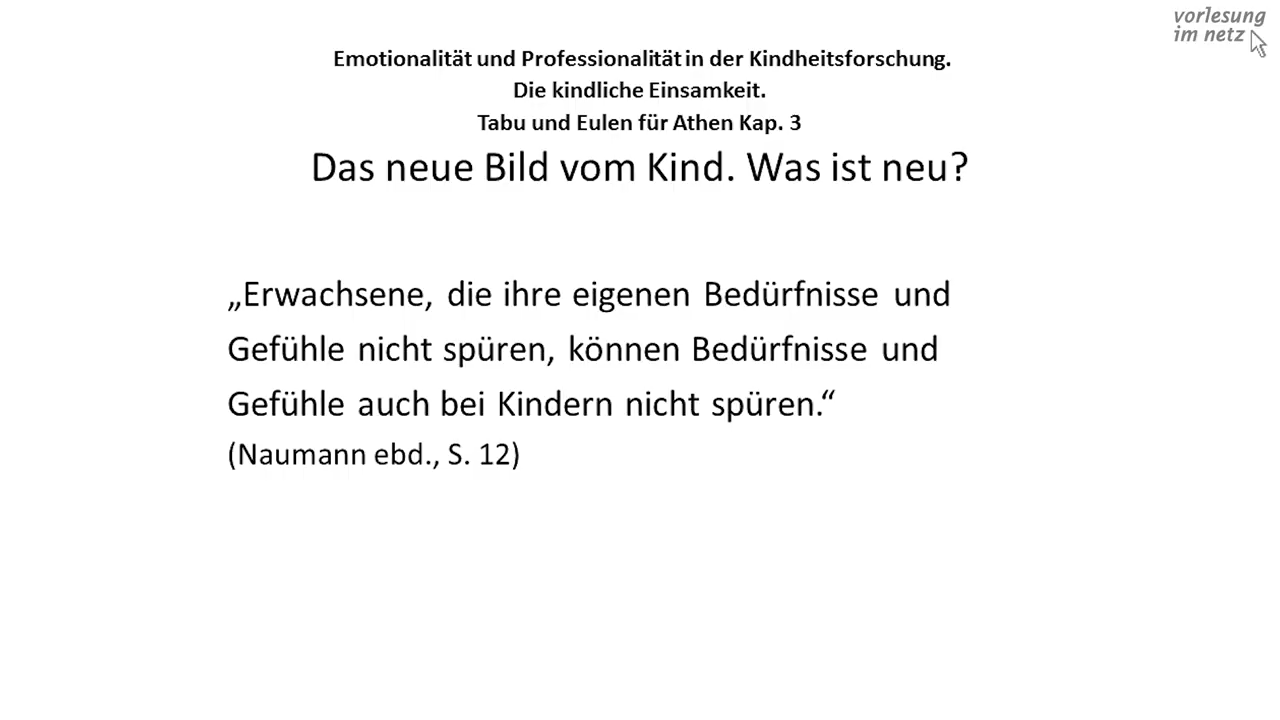 vorlesung
im netz
Emotionalität und Professionalität in der Kindheitsforschung.
Die kindliche Einsamkeit.
Tabu und Eulen für Athen Kap. 3
Das neue Bild vom Kind. Was ist neu?
„Erwachsene, die ihre eigenen Bedürfnisse und
Gefühle nicht spüren, können Bedürfnisse und
Gefühle auch bei Kindern nicht spüren.“
(Naumann ebd., S. 12)